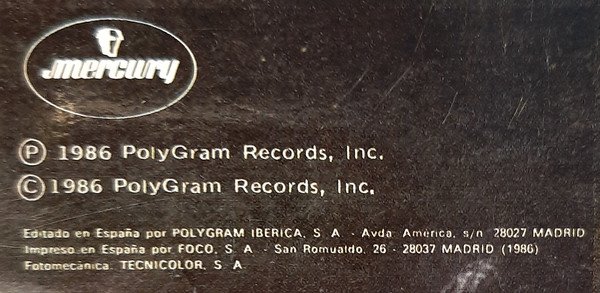 mercury
Ⓟ 1986 PolyGram Records, Inc.
© 1986 PolyGram Records, Inc.
Editado en España por POLYGRAM IBERICA, S. A. - Avda. América, s/n 28027 MADRID
Impreso en España por FOCO, S. A. - San Romualdo, 26 - 28037 MADRID (1986)
Fotomecánica: TECNICOLOR, S. A.